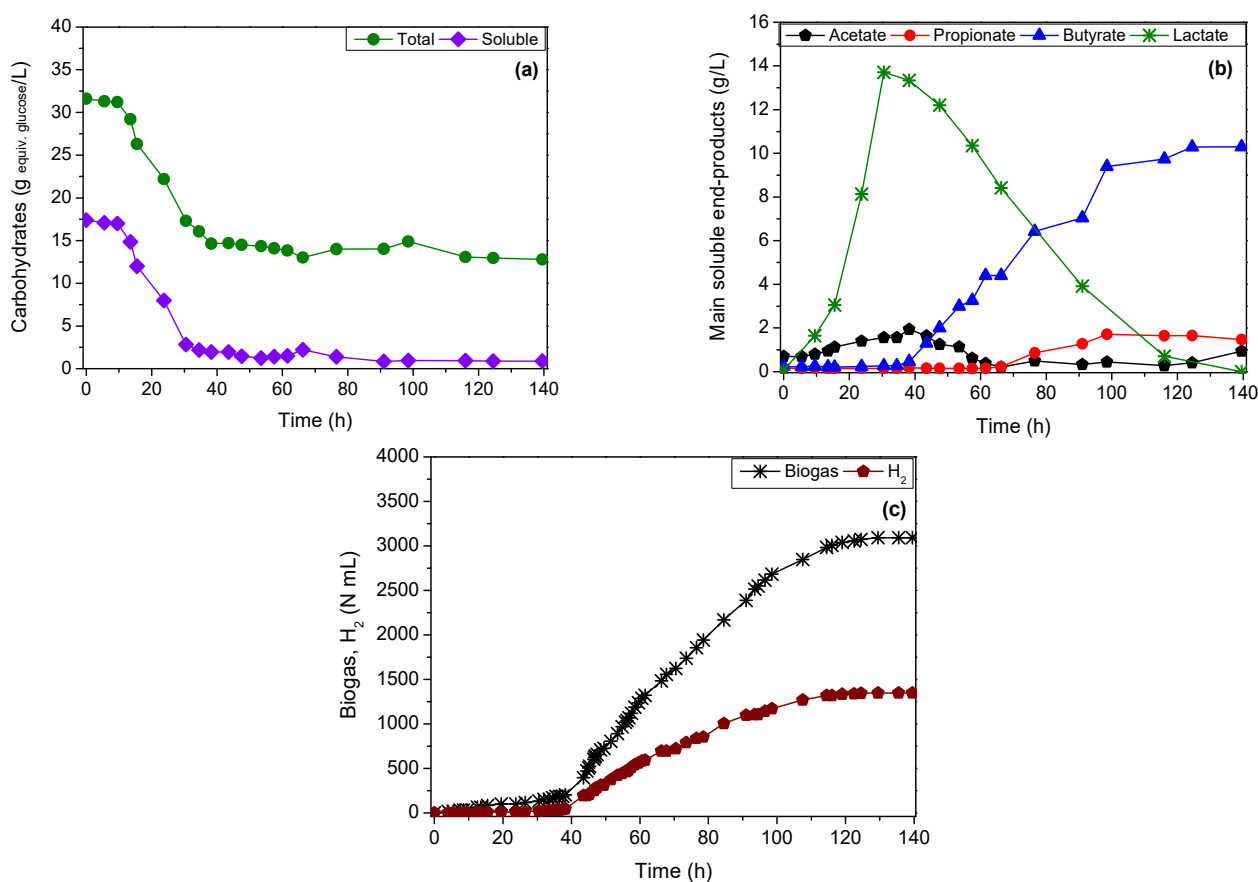 Total Soluble
(a)
Carbohydrates (g equiv. glucose/L)
40
35
30
25
20
15
10
5
0
0 20 40 60 80 100 120 140
Time (h)
Acetate Propionate Butyrate Lactate
(b)
Main soluble end-products (g/L)
16
14
12
10
8
6
4
2
0
0 20 40 60 80 100 120 140
Time (h)
Biogas H₂
(c)
Biogas, H₂ (N mL)
4000
3500
3000
2500
2000
1500
1000
500
0
0 20 40 60 80 100 120 140
Time (h)